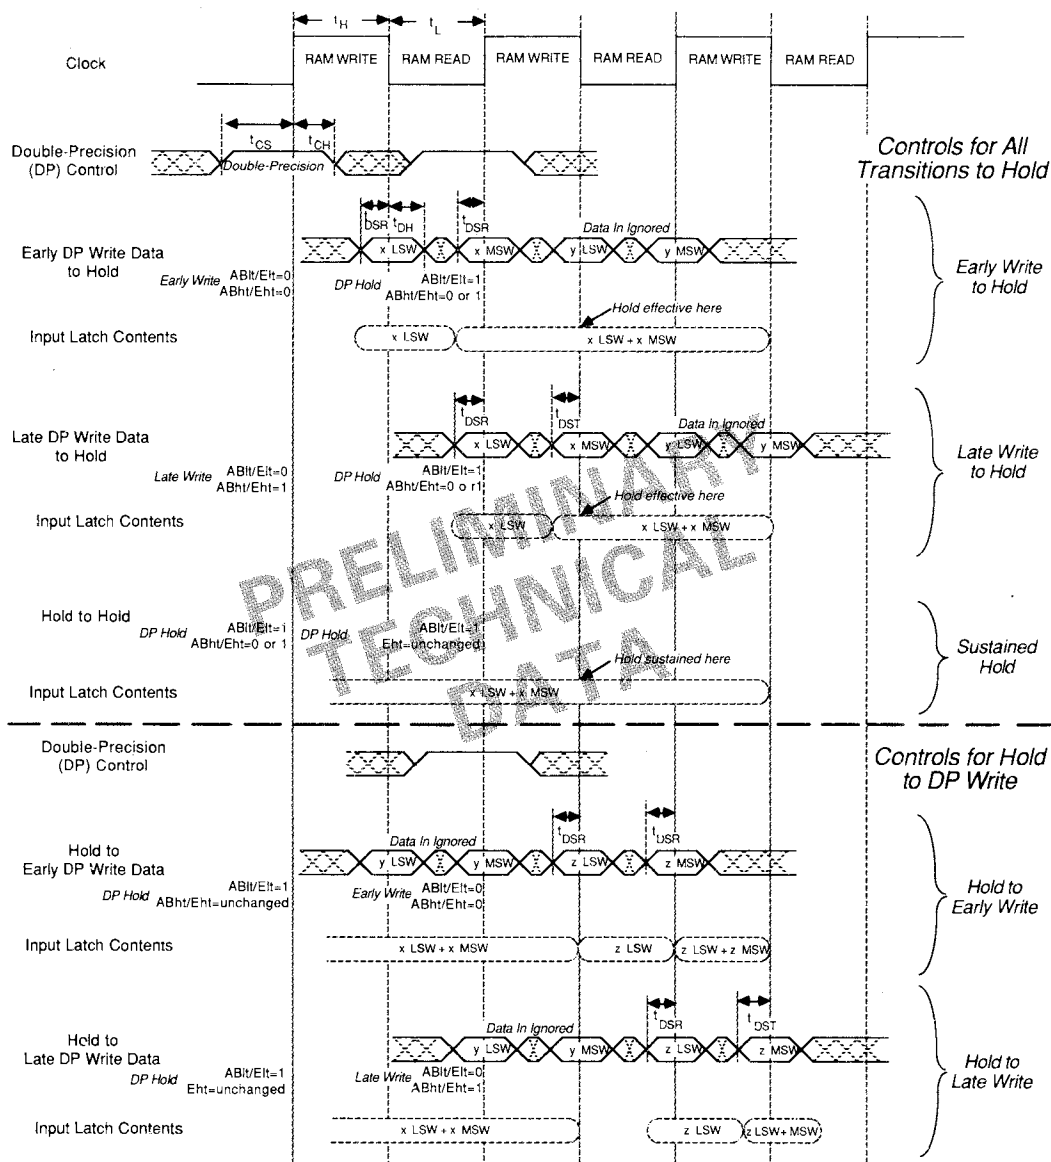 tH tL
Clock
RAM WRITE RAM READ RAM WRITE RAM READ RAM WRITE RAM READ
tCS tCH
Double-Precision
(DP) Control
Double-Precision
Controls for All
Transitions to Hold
tDSR tDH tDSR
Data In Ignored
Early DP Write Data
to Hold
x LSW x MSW y LSW y MSW
Early Write ABlt/Elt=0
ABht/Eht=0
DP Hold ABlt/Elt=1
ABht/Eht=0 or 1
Early Write
to Hold
Hold effective here
Input Latch Contents
x LSW x LSW + x MSW
tDSR tDST
Data In Ignored
Late DP Write Data
to Hold
x LSW x MSW y LSW y MSW
Late Write ABlt/Elt=0
ABht/Eht=1
DP Hold ABlt/Elt=1
ABht/Eht=0 or r1
Late Write
to Hold
Hold effective here
Input Latch Contents
x LSW x LSW + x MSW
PRELIMINARY
TECHNICAL
DATA
Hold to Hold
DP Hold ABlt/Elt=1
ABht/Eht=0 or 1
DP Hold ABlt/Elt=1
Eht=unchanged
Sustained
Hold
Hold sustained here
Input Latch Contents
x LSW + x MSW
Double-Precision
(DP) Control
Controls for Hold
to DP Write
tDSR tDSR
Data In Ignored
Hold to
Early DP Write Data
y LSW y MSW z LSW z MSW
DP Hold ABlt/Elt=1
ABht/Eht=unchanged
Early Write ABlt/Elt=0
ABht/Eht=0
Hold to
Early Write
Input Latch Contents
x LSW + x MSW z LSW z LSW + z MSW
tDSR tDST
Data In Ignored
Hold to
Late DP Write Data
y LSW y MSW z LSW z MSW
DP Hold ABlt/Elt=1
Eht=unchanged
Late Write ABlt/Elt=0
ABht/Eht=1
Hold to
Late Write
Input Latch Contents
x LSW + x MSW z LSW z LSW + MSW